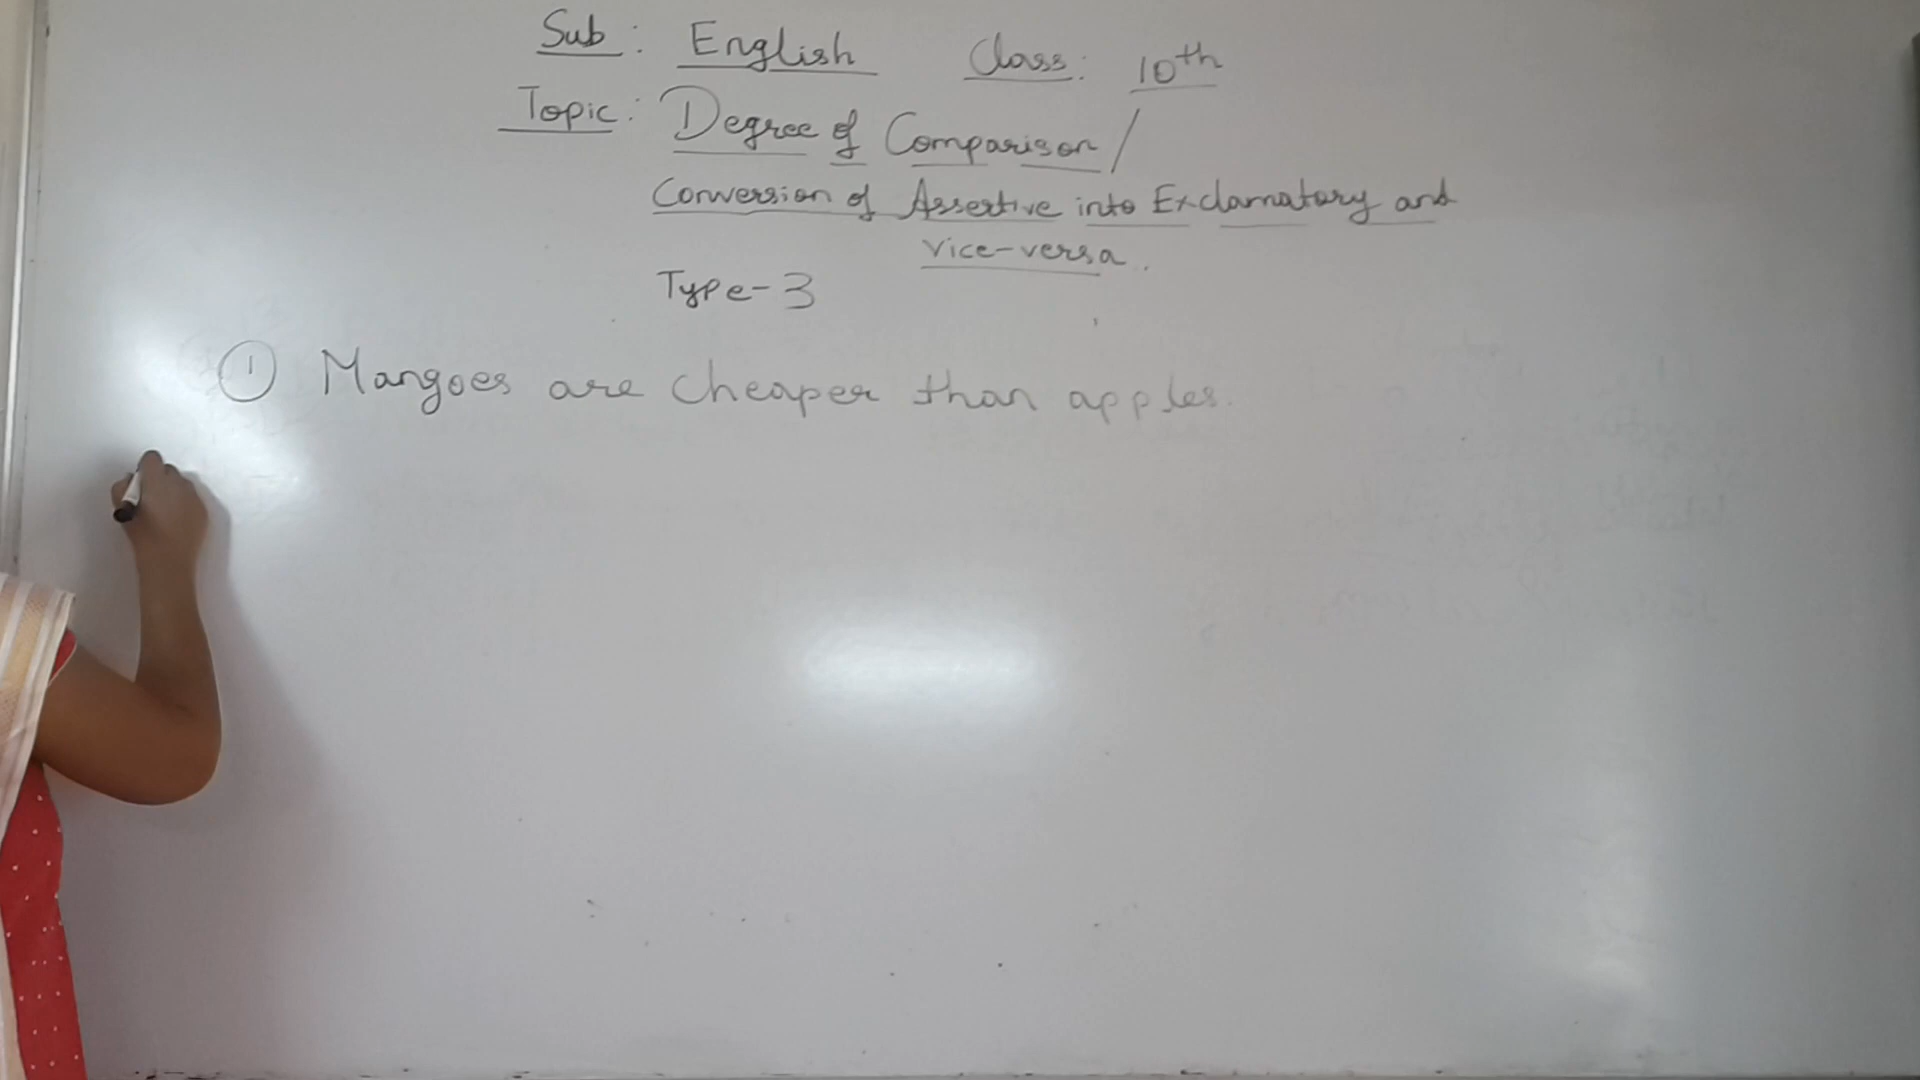 Sub : English Class: 10th
Topic: Degree of Comparison /
Conversion of Assertive into Exclamatory and
vice-versa.
Type-3
① Mangoes are cheaper than apples.